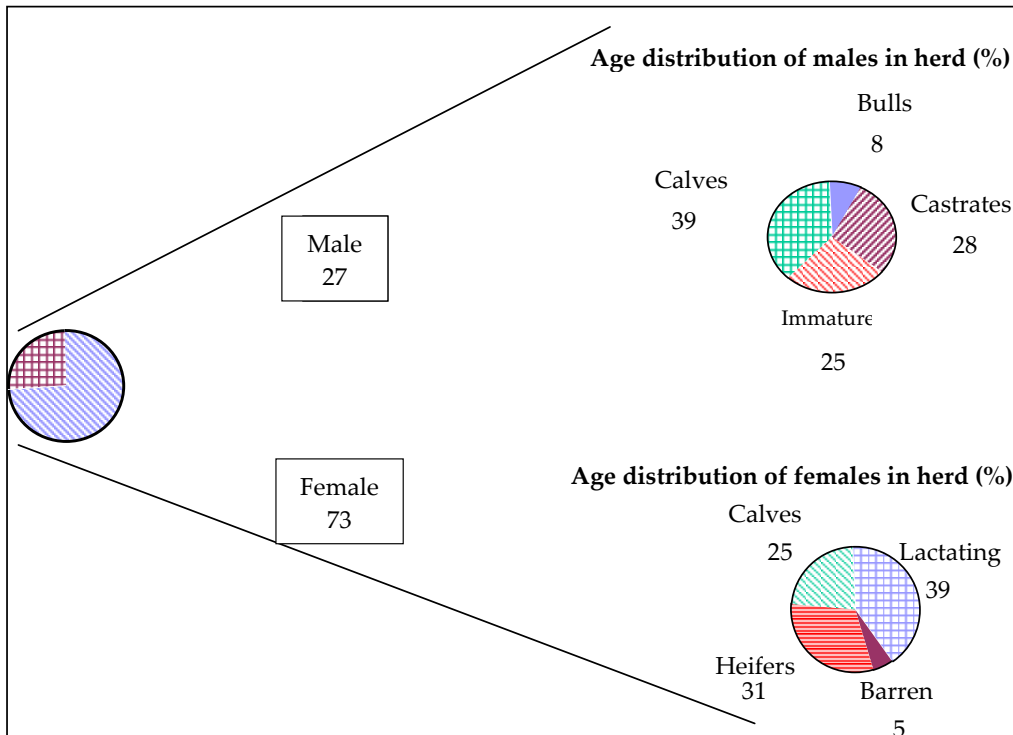 Age distribution of males in herd (%)
Bulls
8
Calves
39
Castrates
28
Immature
25
Male
27
Female
73
Age distribution of females in herd (%)
Calves
25
Lactating
39
Heifers
31
Barren
5